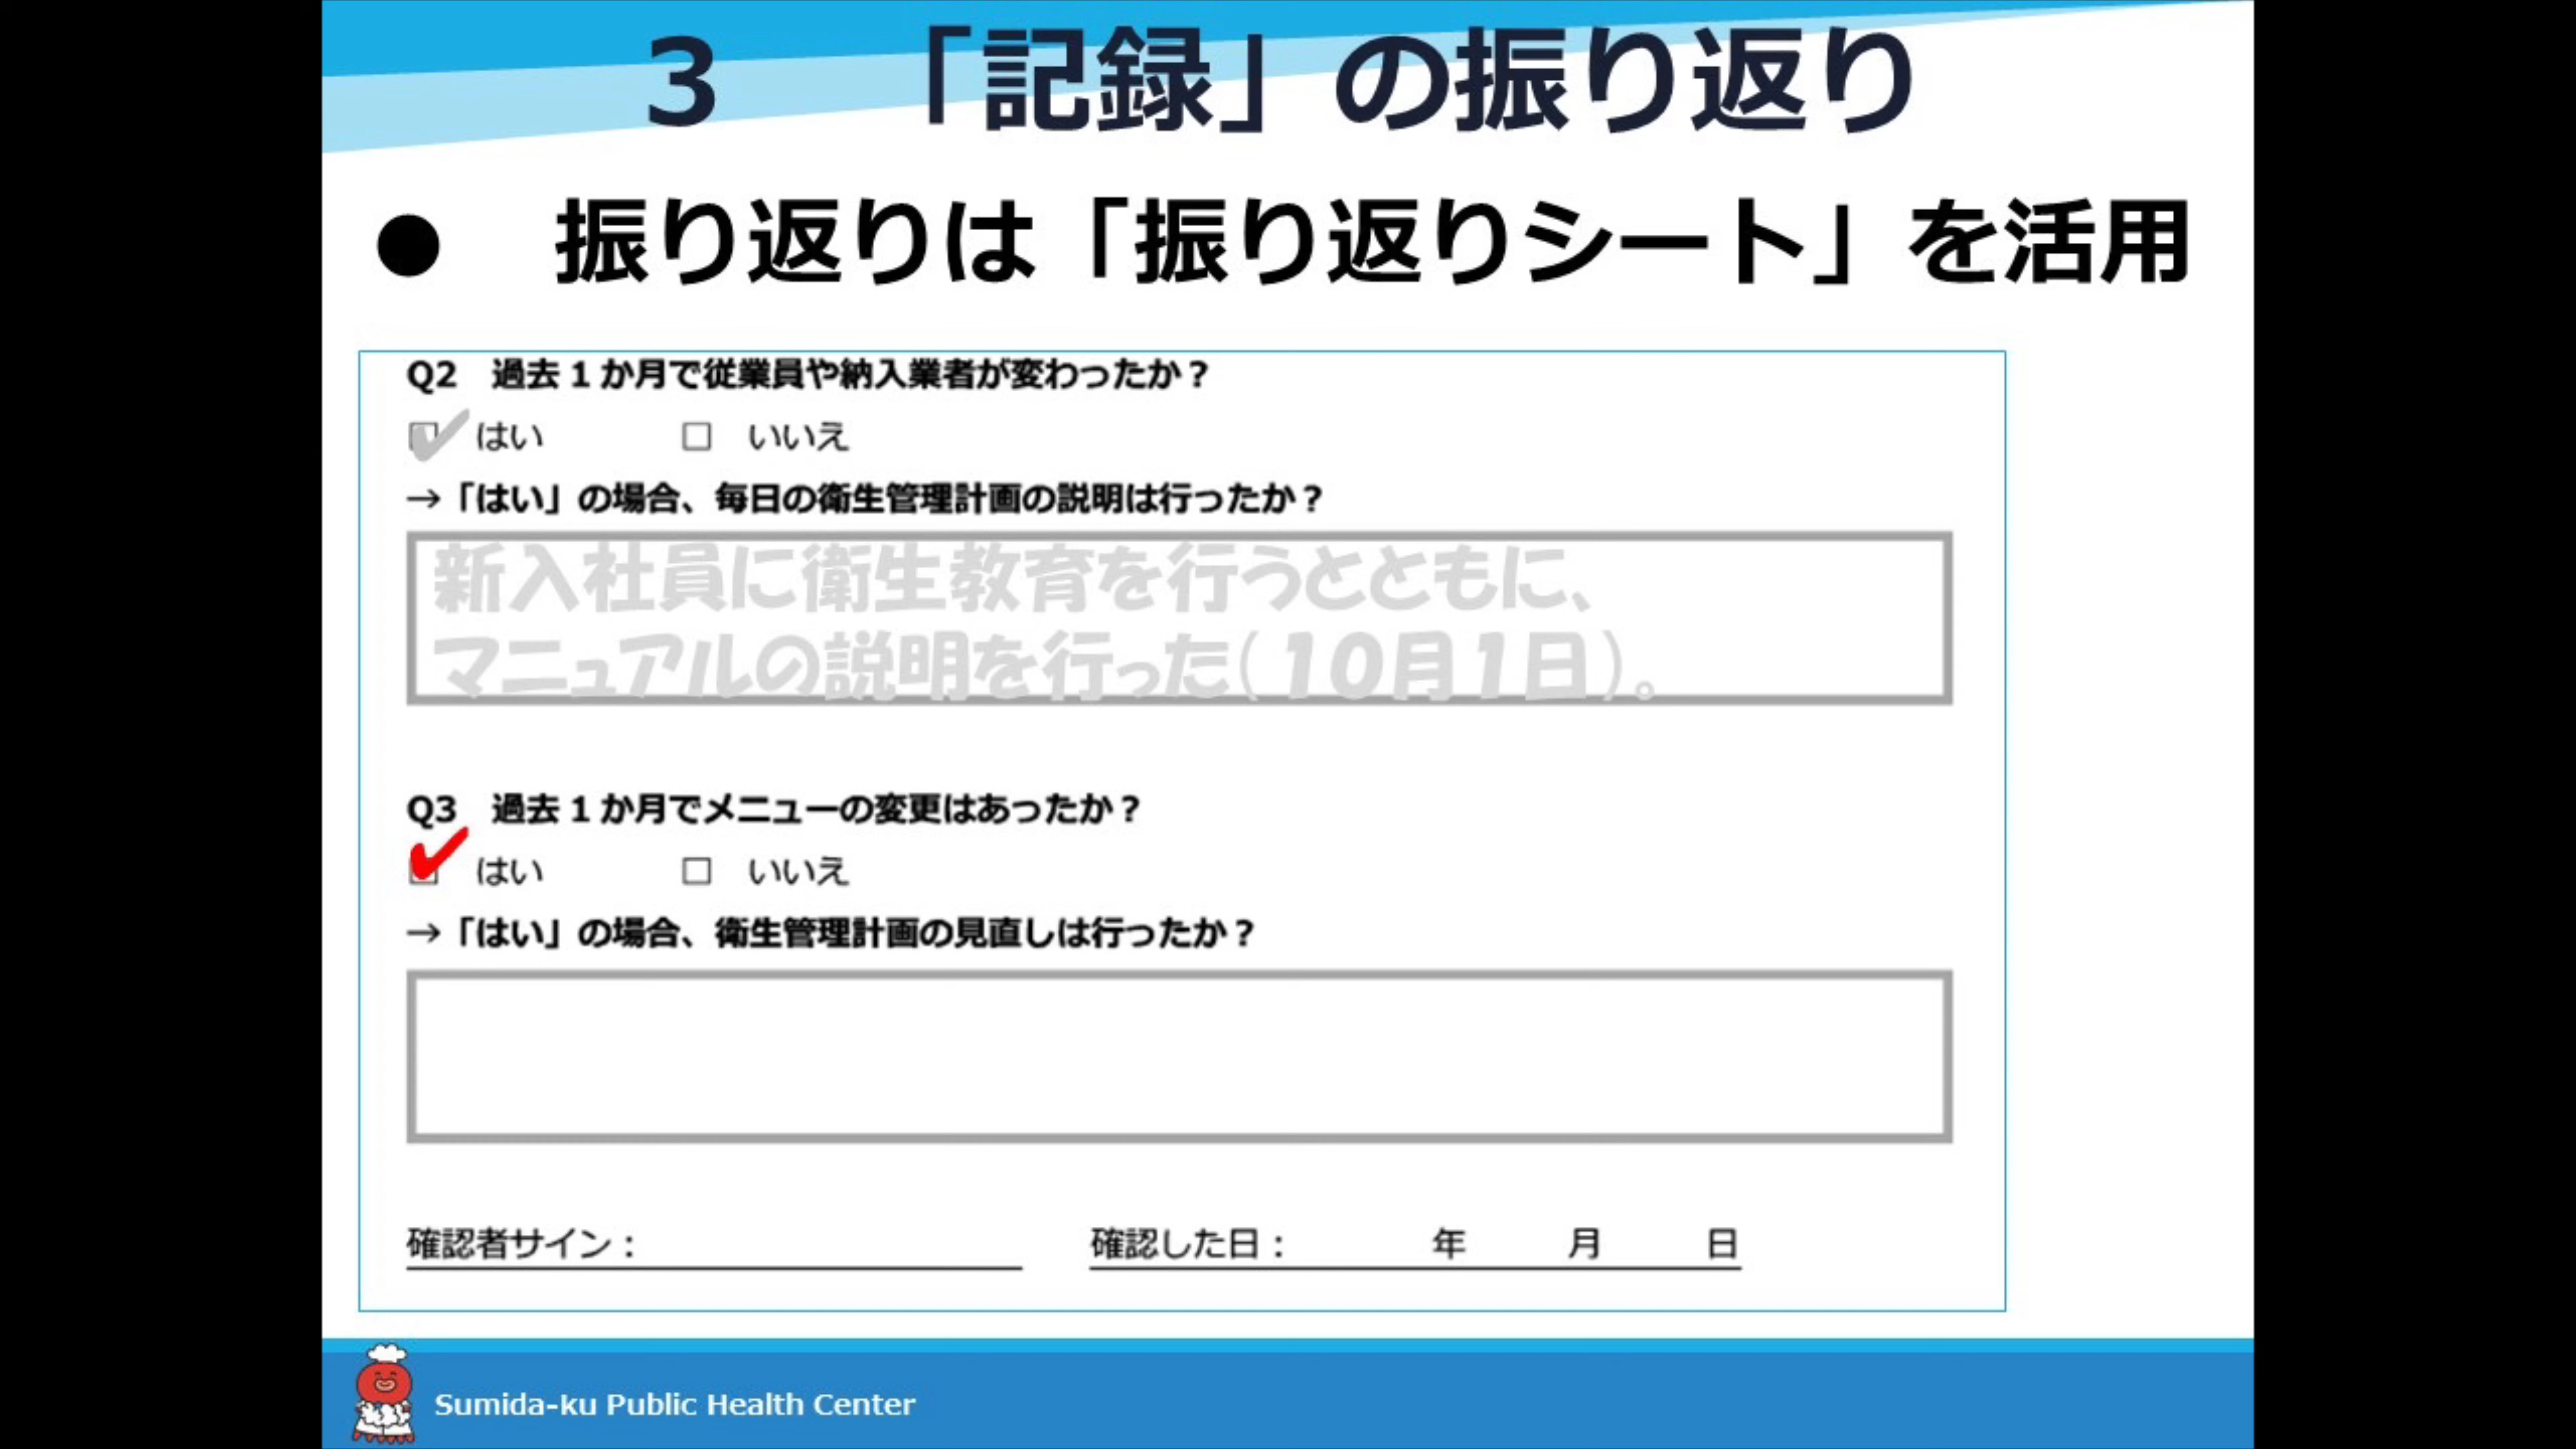 3 「記録」の振り返り
● 振り返りは「振り返りシート」を活用
Q2 過去1か月で従業員や納入業者が変わったか？
☑ はい □ いいえ
→「はい」の場合、毎日の衛生管理計画の説明は行ったか？
新入社員に衛生教育を行うとともに、
マニュアルの説明を行った(10月1日)。
Q3 過去1か月でメニューの変更はあったか？
☑ はい □ いいえ
→「はい」の場合、衛生管理計画の見直しは行ったか？
確認者サイン： 確認した日： 年 月 日
Sumida-ku Public Health Center